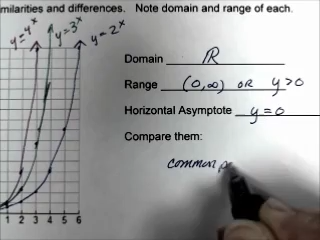 milarities and differences. Note domain and range of each.
y=4^x y=3^x y=2^x
Domain ℝ
Range (0,∞) OR y>0
Horizontal Asymptote y=0
Compare them:
common
1 2 3 4 5 6